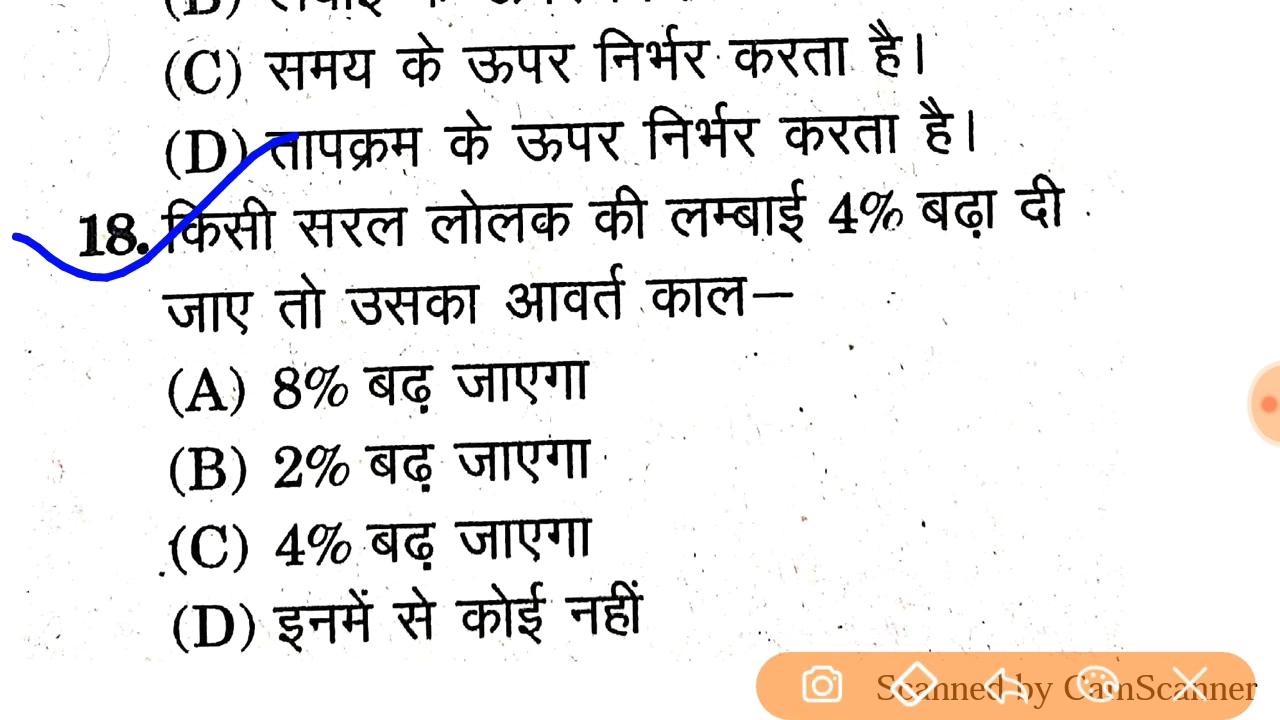 (C) समय के ऊपर निर्भर करता है।
(D) तापक्रम के ऊपर निर्भर करता है।
18. किसी सरल लोलक की लम्बाई 4% बढ़ा दी
जाए तो उसका आवर्त काल—
(A) 8% बढ़ जाएगा
(B) 2% बढ़ जाएगा
(C) 4% बढ़ जाएगा
(D) इनमें से कोई नहीं
Scanned by CamScanner